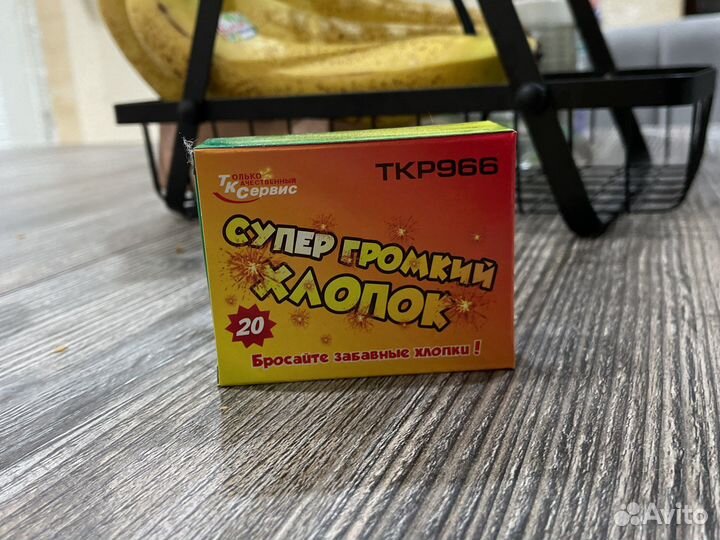 Только
Качественный
ТК Сервис
TKP966
СУПЕР ГРОМКИЙ
ХЛОПОК
20
Бросайте забавные хлопки!
Avito